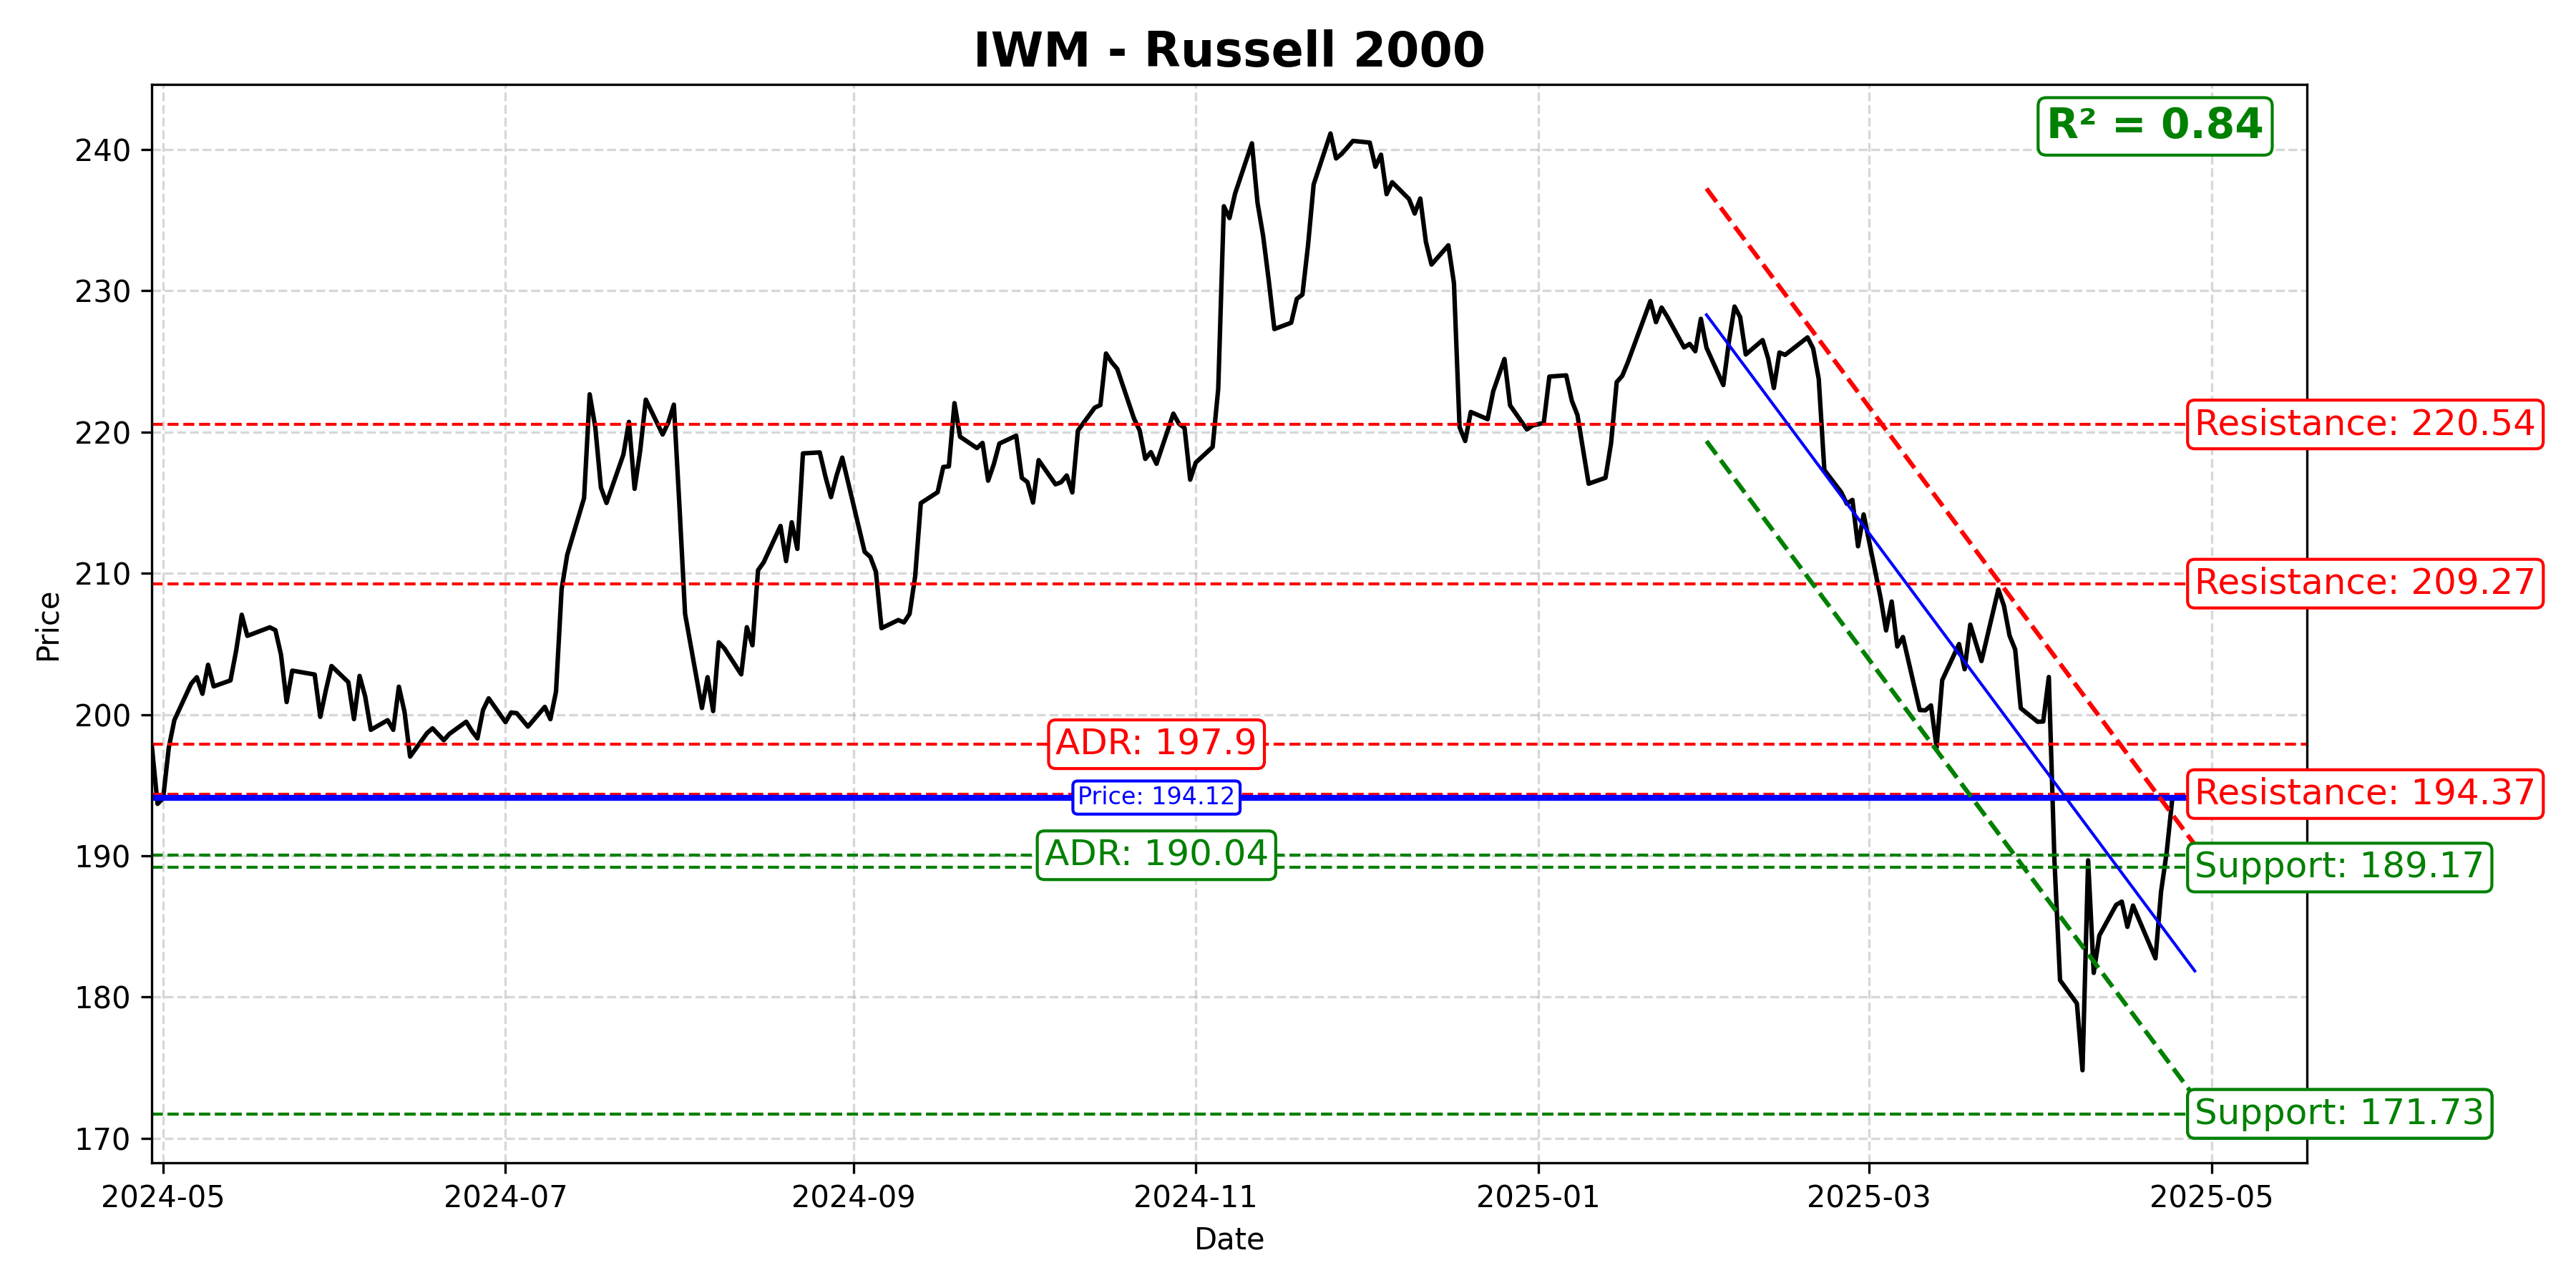 IWM - Russell 2000
R² = 0.84
240
230
220
210
200
190
180
170
Price
Resistance: 220.54
Resistance: 209.27
ADR: 197.9
Price: 194.12
Resistance: 194.37
ADR: 190.04
Support: 189.17
Support: 171.73
2024-05
2024-07
2024-09
2024-11
2025-01
2025-03
2025-05
Date